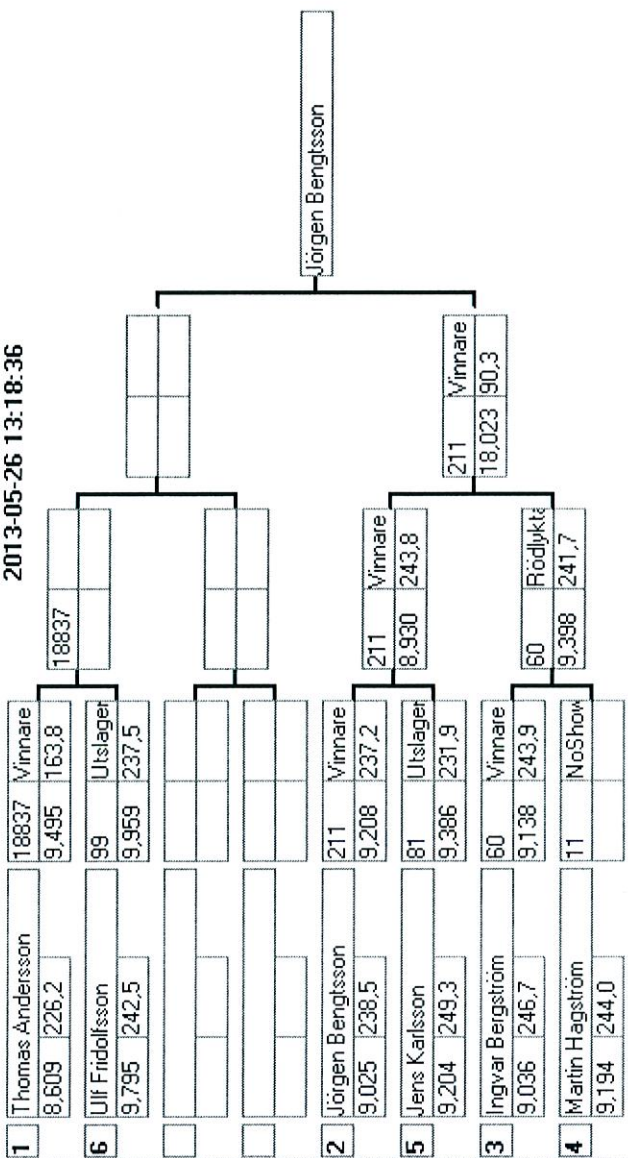 2013-05-26 13:18:36
1 Thomas Andersson 18837 Vinnare
8,609 226,2 9,495 163,8
18837
6 Ulf Fridolfsson 99 Utslager
9,795 242,5 9,959 237,5
2 Jörgen Bengtsson 211 Vinnare
9,025 238,5 9,208 237,2
211 Vinnare
8,930 243,8
5 Jens Karlsson 81 Utslager
9,204 249,3 9,386 231,9
211 Vinnare
18,023 90,3
3 Ingvar Bergström 60 Vinnare
9,036 246,7 9,138 243,9
60 Rödlykta
9,398 241,7
4 Martin Hagström 11 NoShow
9,194 244,0
Jörgen Bengtsson